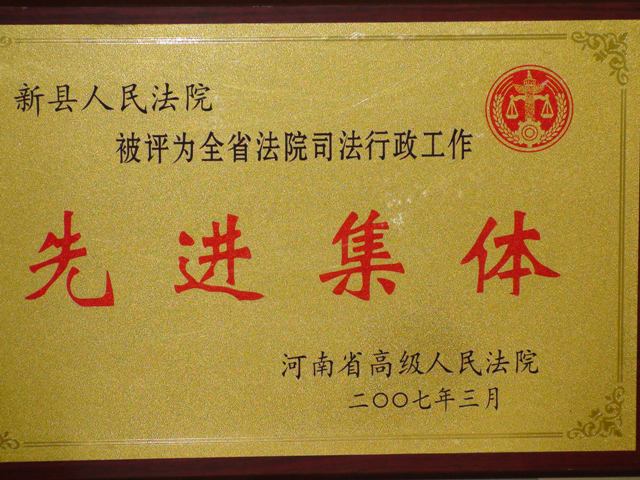 新县人民法院
被评为全省法院司法行政工作
先进集体
河南省高级人民法院
二〇〇七年三月